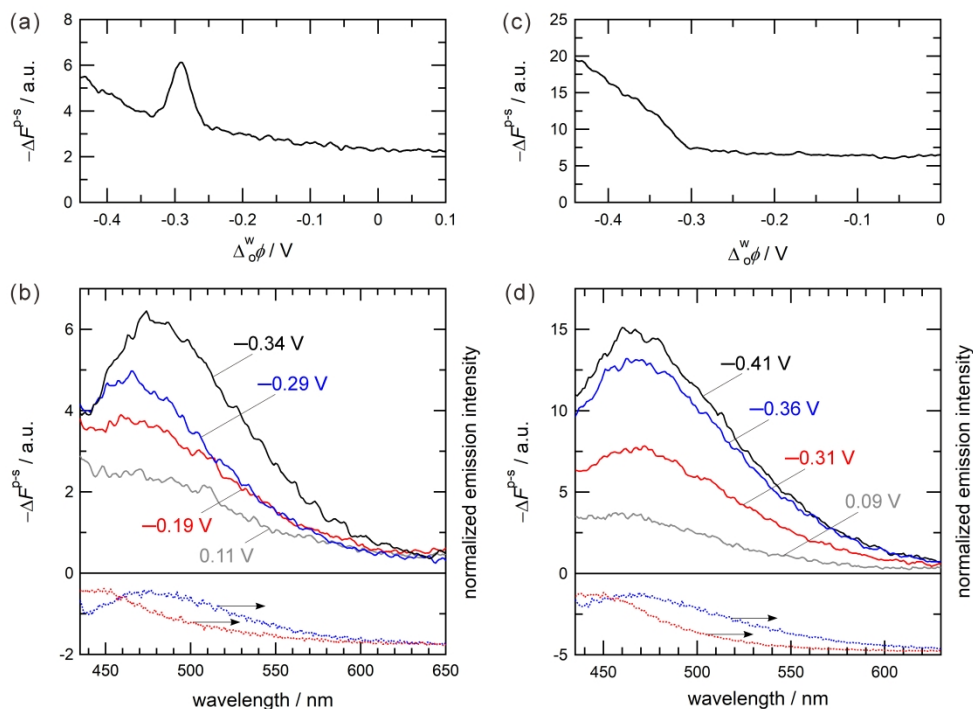 (a)
−ΔF^p-s / a.u.
8
6
4
2
0
-0.4 -0.3 -0.2 -0.1 0 0.1
Δ_o^w ϕ / V
(b)
−ΔF^p-s / a.u.
6
4
2
0
-2
−0.34 V
−0.29 V
−0.19 V
0.11 V
normalized emission intensity
450 500 550 600 650
wavelength / nm
(c)
−ΔF^p-s / a.u.
25
20
15
10
5
0
-0.4 -0.3 -0.2 -0.1 0
Δ_o^w ϕ / V
(d)
15
10
5
0
-5
−0.41 V
−0.36 V
−0.31 V
0.09 V
normalized emission intensity
450 500 550 600
wavelength / nm